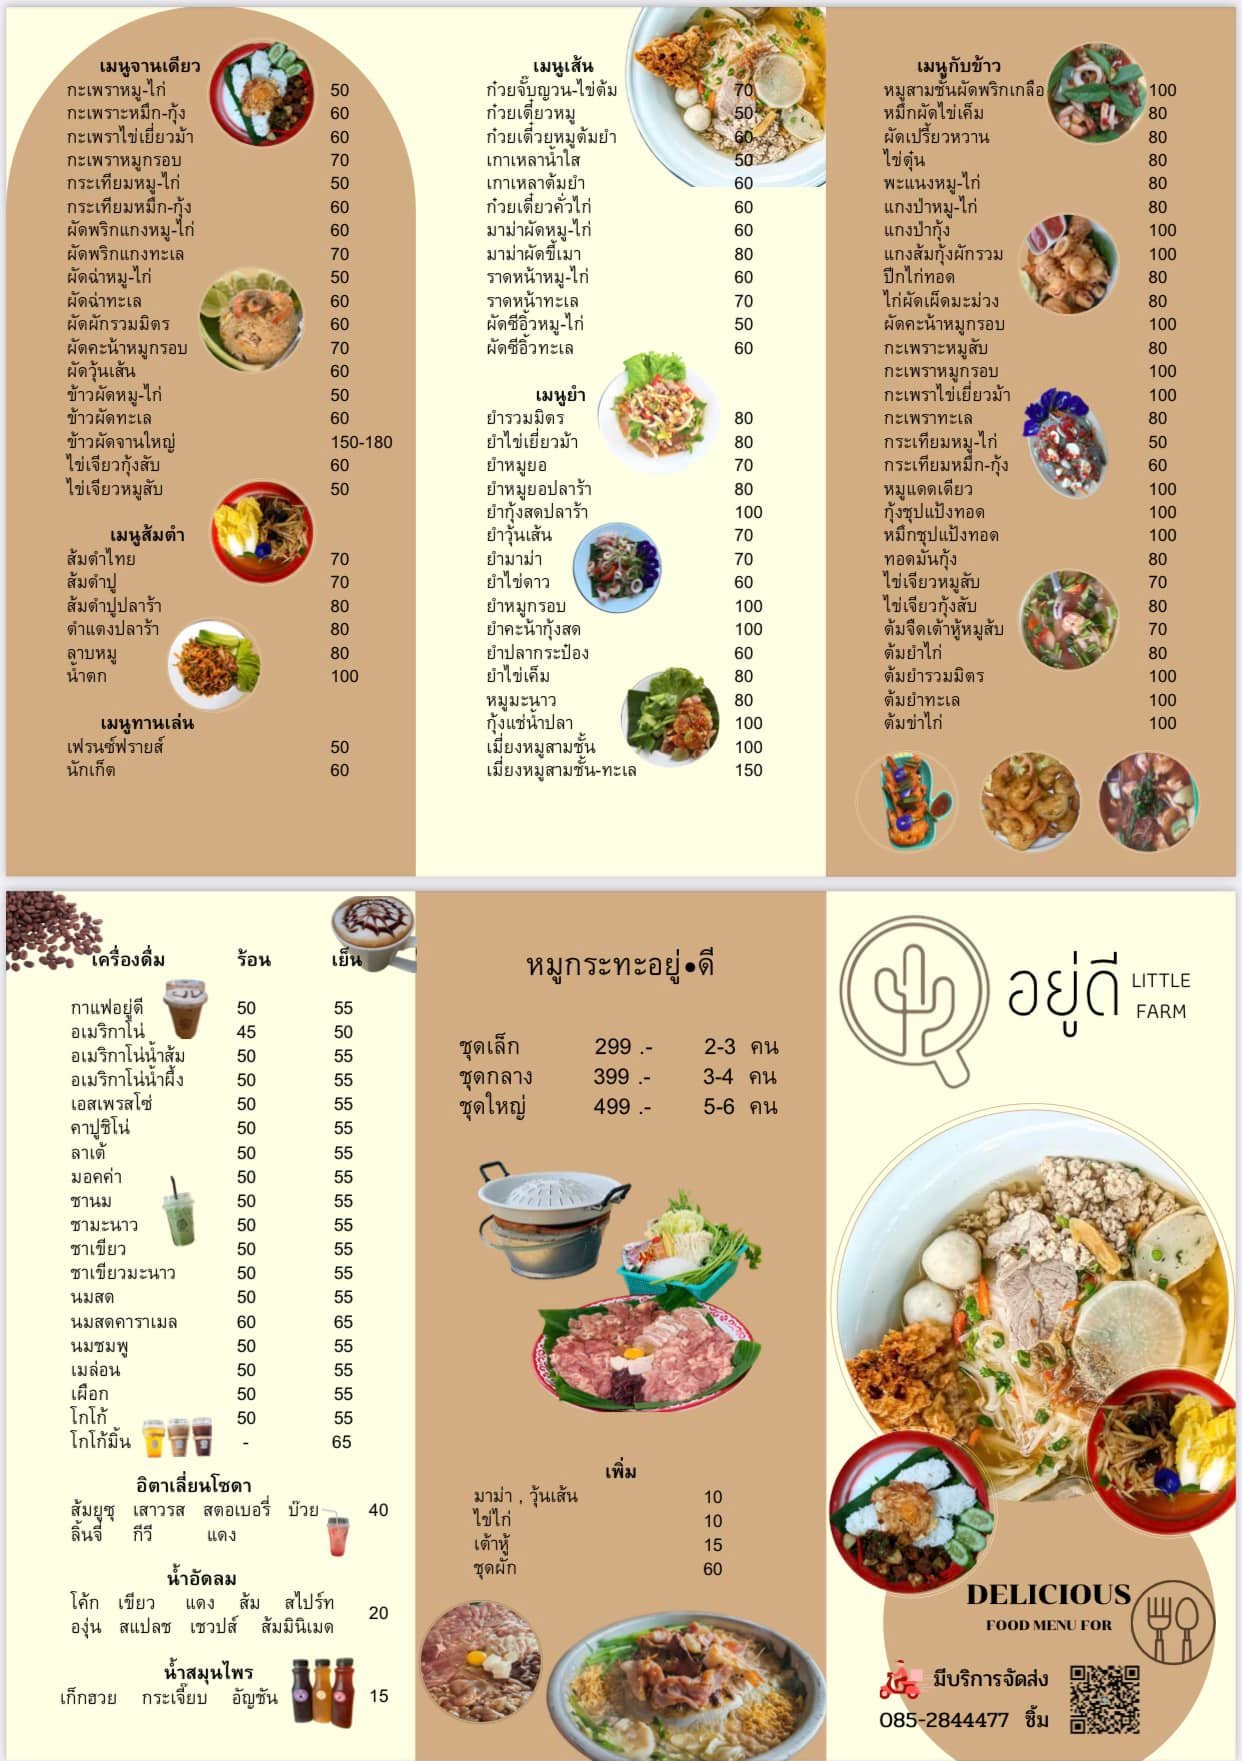 เมนูจานเดียว
กะเพราหมู-ไก่ 50
กะเพราะหมึก-กุ้ง 60
กะเพราไข่เยี่ยวม้า 60
กะเพราหมูกรอบ 70
กระเทียมหมู-ไก่ 50
กระเทียมหมึก-กุ้ง 60
ผัดพริกแกงหมู-ไก่ 60
ผัดพริกแกงทะเล 70
ผัดฉ่าหมู-ไก่ 50
ผัดฉ่าทะเล 60
ผัดผักรวมมิตร 60
ผัดคะน้าหมูกรอบ 70
ผัดวุ้นเส้น 60
ข้าวผัดหมู-ไก่ 50
ข้าวผัดทะเล 60
ข้าวผัดจานใหญ่ 150-180
ไข่เจียวกุ้งสับ 60
ไข่เจียวหมูสับ 50
เมนูส้มตำ
ส้มตำไทย 70
ส้มตำปู 70
ส้มตำปูปลาร้า 80
ตำแตงปลาร้า 80
ลาบหมู 80
น้ำตก 100
เมนูทานเล่น
เฟรนช์ฟรายส์ 50
นักเก็ต 60
เมนูเส้น
ก๋วยจั๊บญวน-ไข่ต้ม 70
ก๋วยเตี๋ยวหมู 50
ก๋วยเตี๋วยหมูต้มยำ 60
เกาเหลาน้ำใส 50
เกาเหลาต้มยำ 60
ก๋วยเตี๋ยวคั่วไก่ 60
มาม่าผัดหมู-ไก่ 60
มาม่าผัดขี้เมา 80
ราดหน้าหมู-ไก่ 60
ราดหน้าทะเล 70
ผัดซีอิ้วหมู-ไก่ 50
ผัดซีอิ้วทะเล 60
เมนูยำ
ยำรวมมิตร 80
ยำไข่เยี่ยวม้า 80
ยำหมูยอ 70
ยำหมูยอปลาร้า 80
ยำกุ้งสดปลาร้า 100
ยำวุ้นเส้น 70
ยำมาม่า 70
ยำไข่ดาว 60
ยำหมูกรอบ 100
ยำคะน้ากุ้งสด 100
ยำปลากระป๋อง 60
ยำไข่เค็ม 80
หมูมะนาว 80
กุ้งแช่น้ำปลา 100
เมี่ยงหมูสามชั้น 100
เมี่ยงหมูสามชั้น-ทะเล 150
เมนูกับข้าว
หมูสามชั้นผัดพริกเกลือ 100
หมึกผัดไข่เค็ม 80
ผัดเปรี้ยวหวาน 80
ไข่ตุ๋น 80
พะแนงหมู-ไก่ 80
แกงป่าหมู-ไก่ 80
แกงป่ากุ้ง 100
แกงส้มกุ้งผักรวม 100
ปีกไก่ทอด 80
ไก่ผัดเผ็ดมะม่วง 80
ผัดคะน้าหมูกรอบ 100
กะเพราะหมูสับ 80
กะเพราหมูกรอบ 100
กะเพราไข่เยี่ยวม้า 100
กะเพราทะเล 80
กระเทียมหมู-ไก่ 50
กระเทียมหมึก-กุ้ง 60
หมูแดดเดียว 100
กุ้งชุปแป้งทอด 100
หมึกชุปแป้งทอด 100
ทอดมันกุ้ง 80
ไข่เจียวหมูสับ 70
ไข่เจียวกุ้งสับ 80
ต้มจืดเต้าหู้หมูสับ 70
ต้มยำไก่ 80
ต้มยำรวมมิตร 100
ต้มยำทะเล 100
ต้มข่าไก่ 100
เครื่องดื่ม ร้อน เย็น
กาแฟอยู่ดี 50 55
อเมริกาโน่ 45 50
อเมริกาโน่น้ำส้ม 50 55
อเมริกาโน่น้ำผึ้ง 50 55
เอสเพรสโซ่ 50 55
คาปูชิโน่ 50 55
ลาเต้ 50 55
มอคค่า 50 55
ชานม 50 55
ชามะนาว 50 55
ชาเขียว 50 55
ชาเขียวมะนาว 50 55
นมสด 50 55
นมสดคาราเมล 60 65
นมชมพู 50 55
เมล่อน 50 55
เผือก 50 55
โกโก้ 50 55
โกโก้มิ้น - 65
อิตาเลี่ยนโซดา
ส้มยูซุ เสาวรส สตอเบอรี่ บ๊วย 40
ลิ้นจี่ กีวี แดง
น้ำอัดลม
โค้ก เขียว แดง ส้ม สไปร์ท
องุ่น สแปลช เชวปส์ ส้มมินิเมด 20
น้ำสมุนไพร
เก็กฮวย กระเจี๊ยบ อัญชัน 15
หมูกระทะอยู่•ดี
ชุดเล็ก 299 .- 2-3 คน
ชุดกลาง 399 .- 3-4 คน
ชุดใหญ่ 499 .- 5-6 คน
เพิ่ม
มาม่า , วุ้นเส้น 10
ไข่ไก่ 10
เต้าหู้ 15
ชุดผัก 60
อยู่ดี LITTLE FARM
DELICIOUS
FOOD MENU FOR
มีบริการจัดส่ง
085-2844477 ซิ้ม